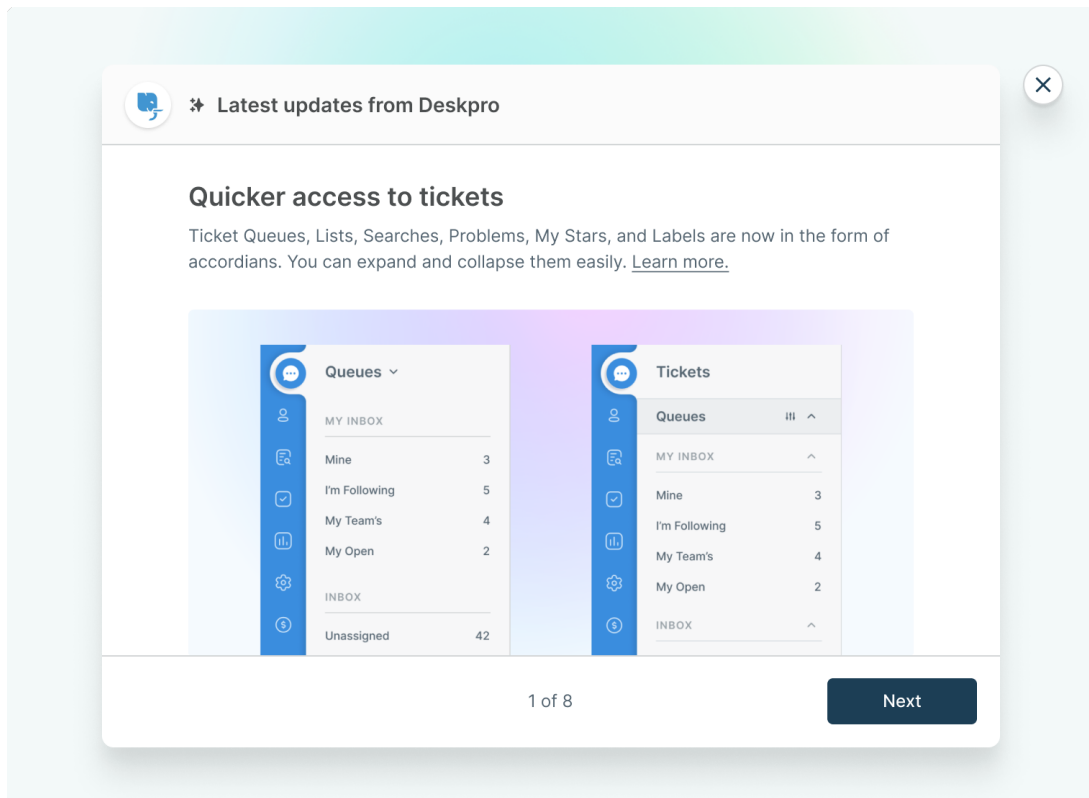 Latest updates from Deskpro
Quicker access to tickets
Ticket Queues, Lists, Searches, Problems, My Stars, and Labels are now in the form of
accordians. You can expand and collapse them easily. Learn more.
Queues
MY INBOX
Mine 3
I'm Following 5
My Team's 4
My Open 2
INBOX
Unassigned 42
Tickets
Queues
MY INBOX
Mine 3
I'm Following 5
My Team's 4
My Open 2
INBOX
1 of 8
Next